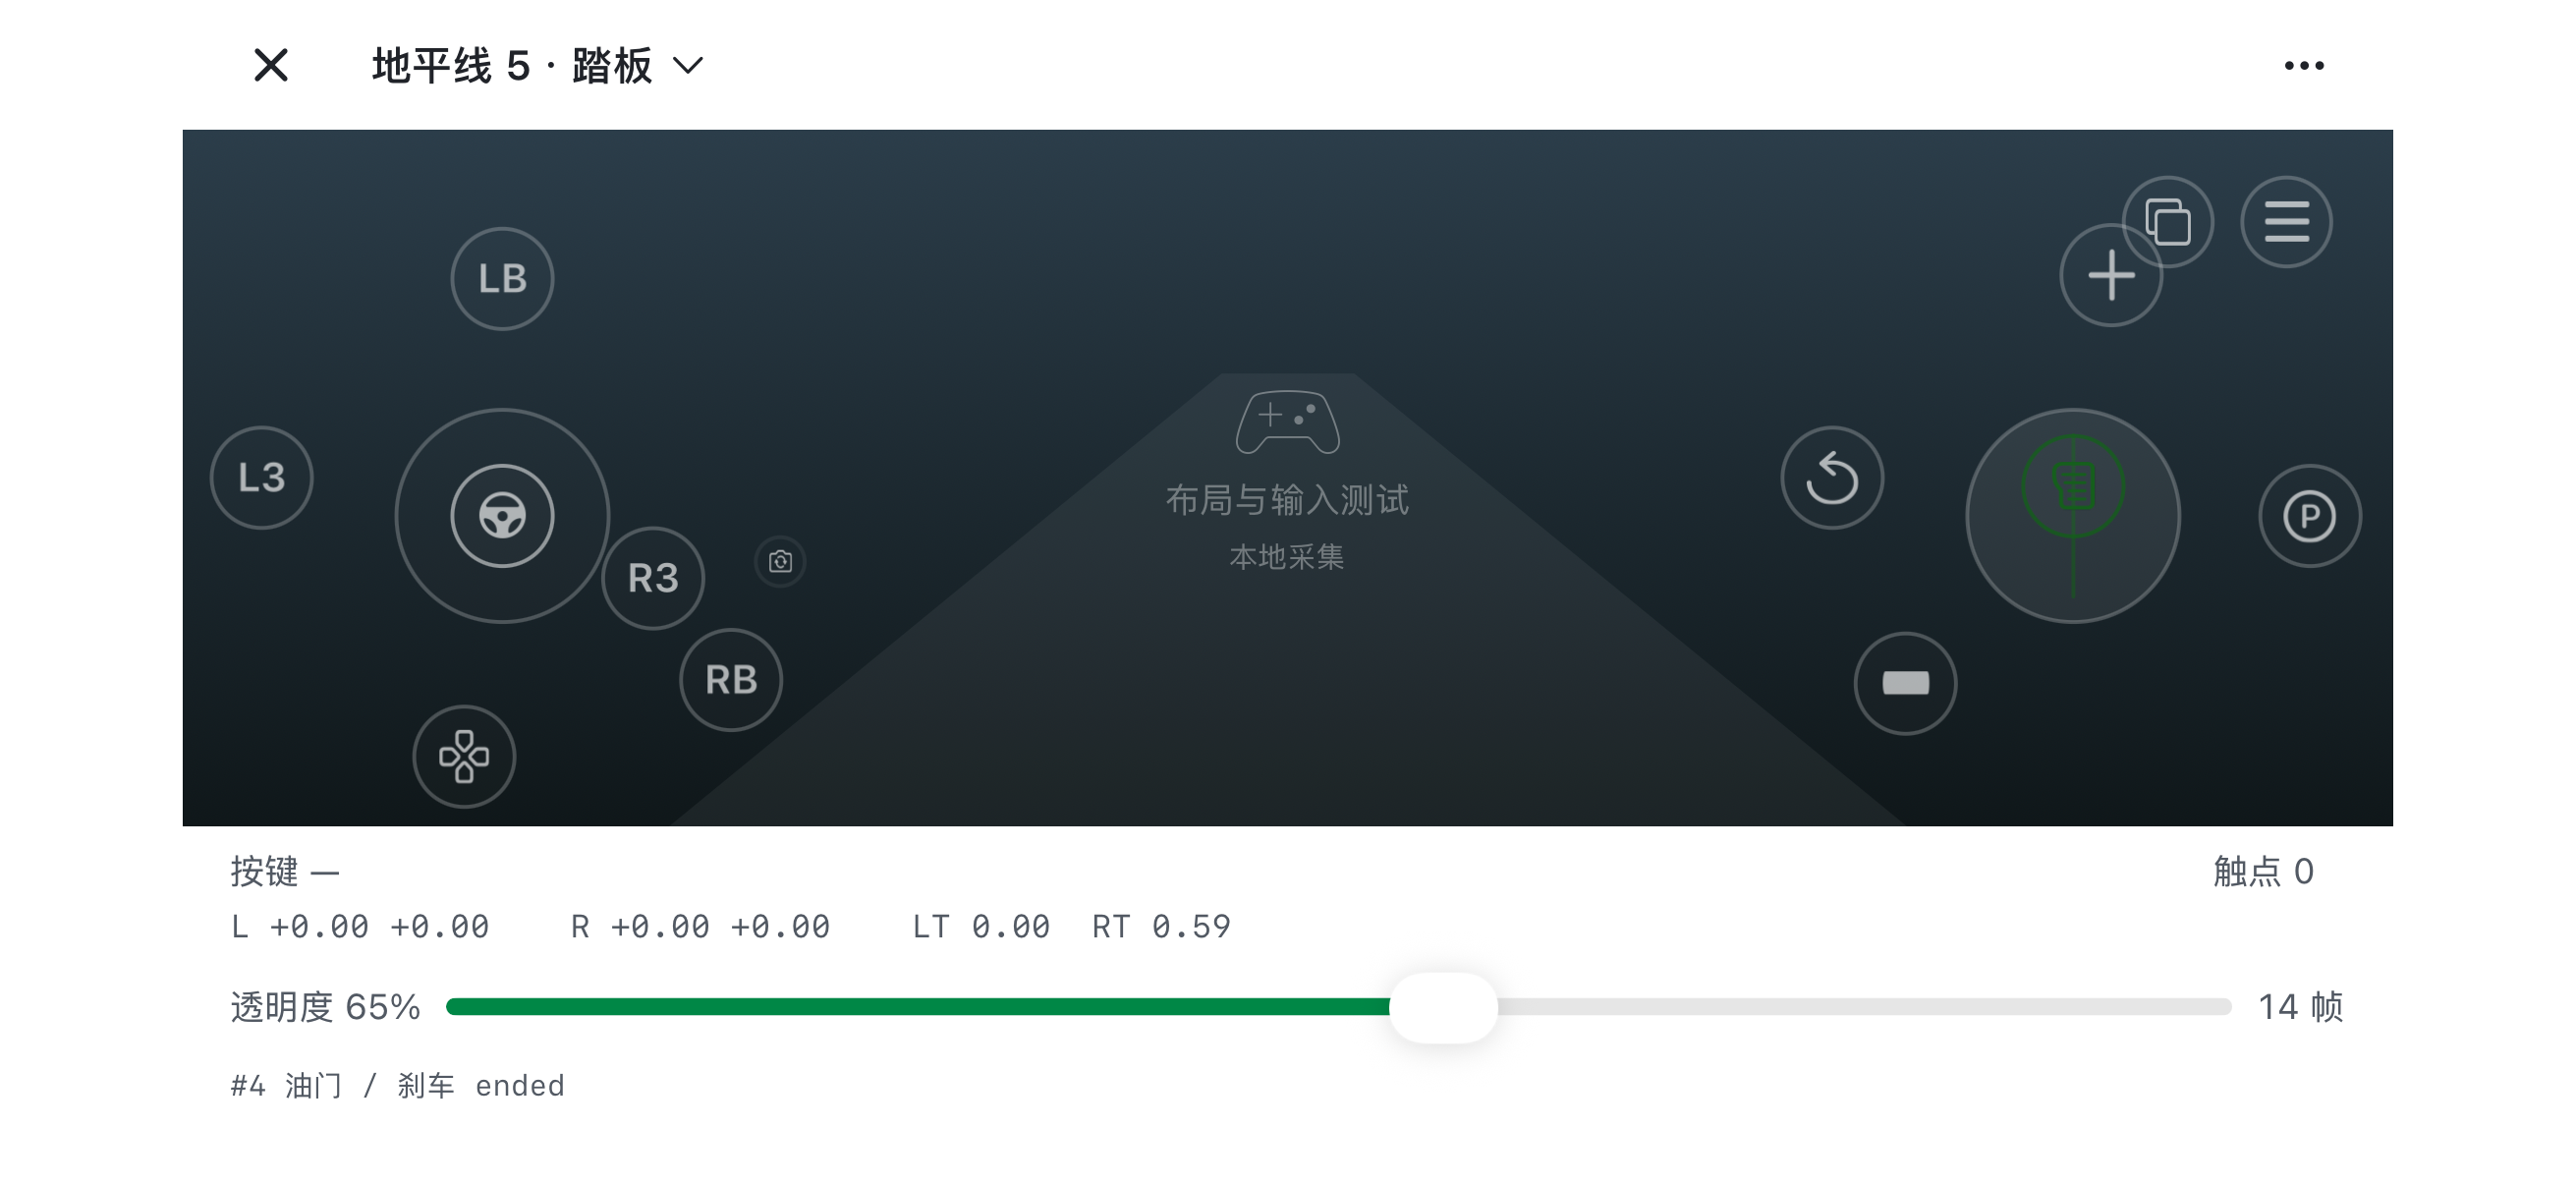 地平线 5 · 踏板
LB
L3
R3
RB
布局与输入测试
本地采集
P
按键 —
触点 0
L +0.00 +0.00 R +0.00 +0.00 LT 0.00 RT 0.59
透明度 65%
14 帧
#4 油门 / 刹车 ended